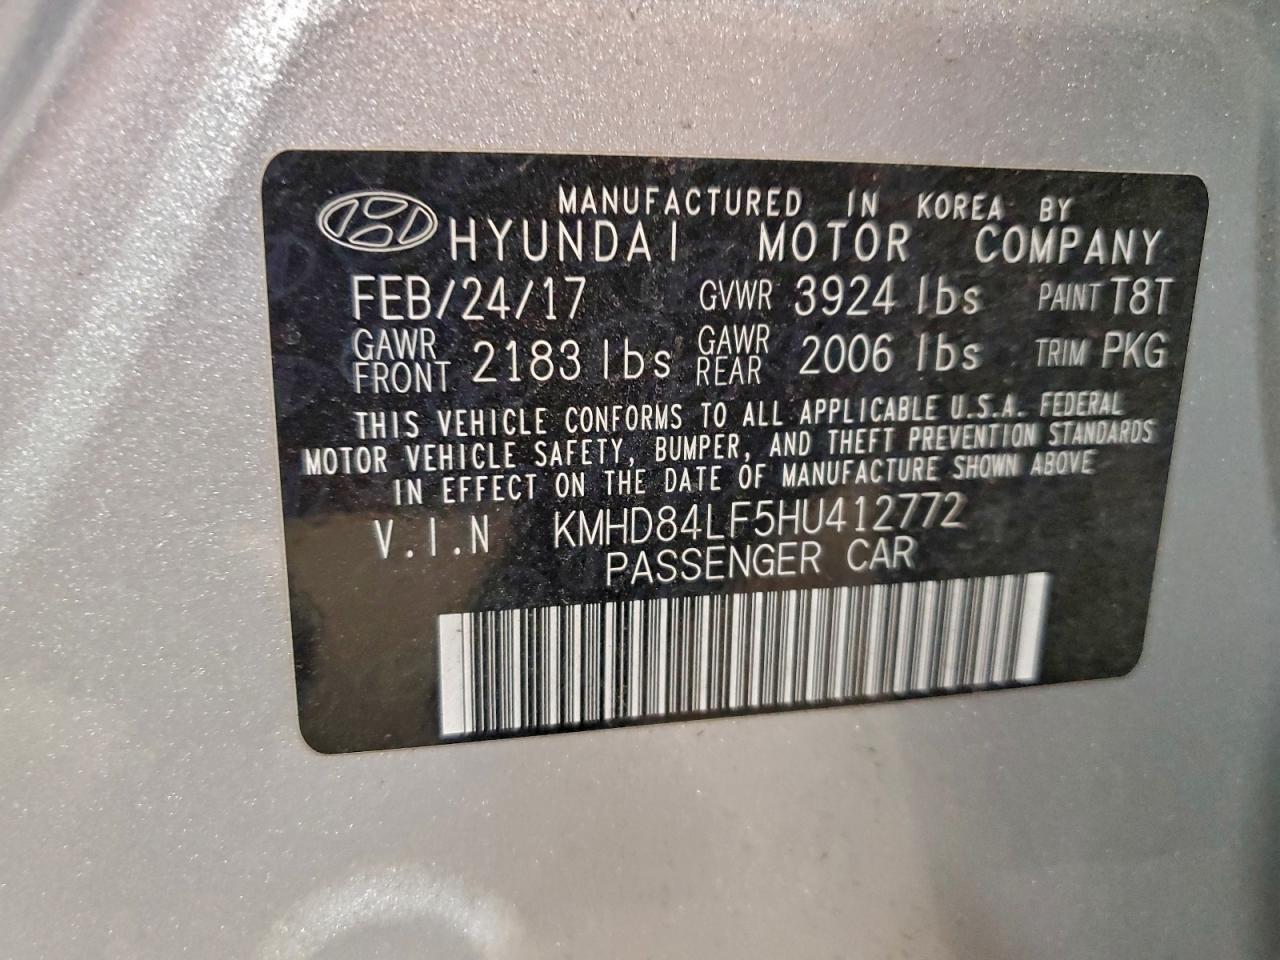 MANUFACTURED IN KOREA BY
HYUNDAI MOTOR COMPANY
FEB/24/17 GVWR 3924 lbs PAINT T8T
GAWR FRONT 2183 lbs GAWR REAR 2006 lbs TRIM PKG
THIS VEHICLE CONFORMS TO ALL APPLICABLE U.S.A. FEDERAL
MOTOR VEHICLE SAFETY, BUMPER, AND THEFT PREVENTION STANDARDS
IN EFFECT ON THE DATE OF MANUFACTURE SHOWN ABOVE
V.I.N KMHD84LF5HU412772
PASSENGER CAR